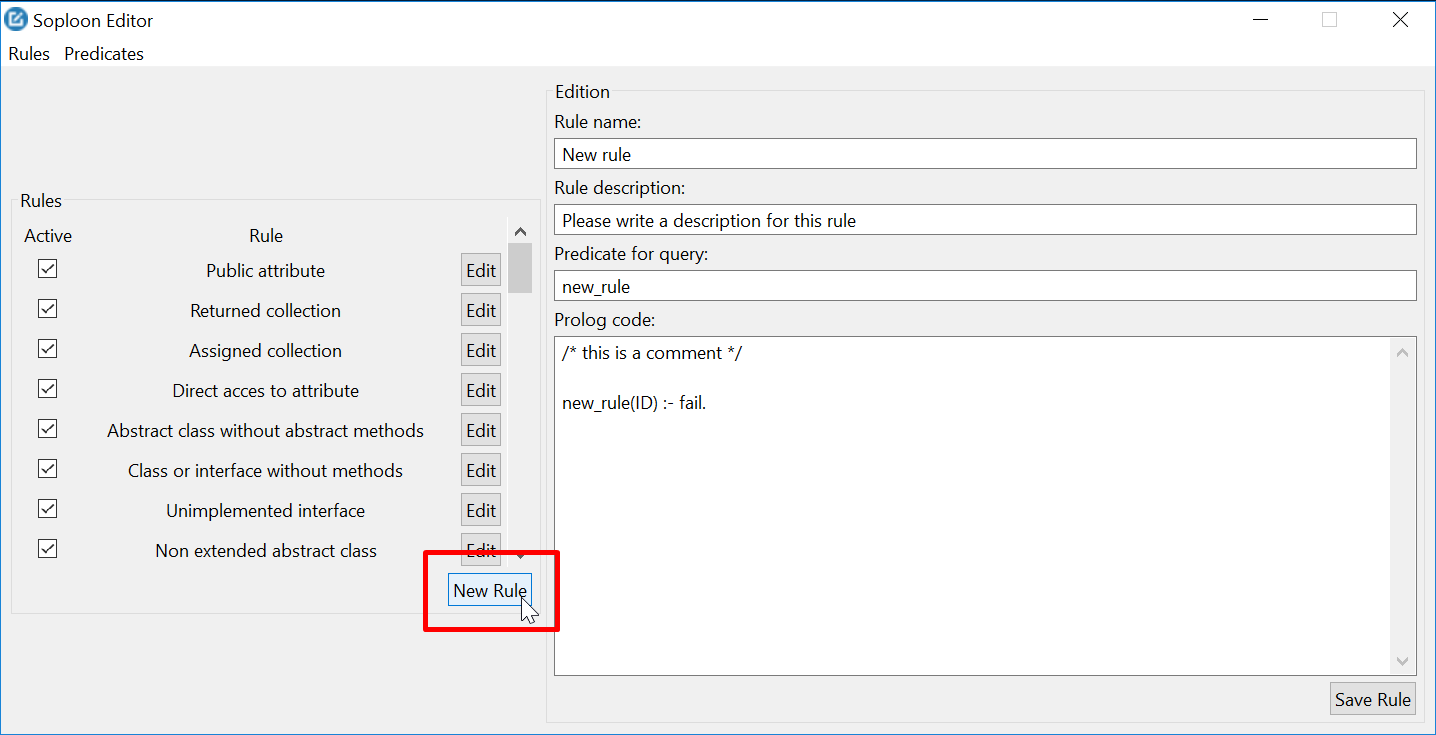 Soploon Editor
Rules Predicates
Rules
Active Rule
Public attribute Edit
Returned collection Edit
Assigned collection Edit
Direct acces to attribute Edit
Abstract class without abstract methods Edit
Class or interface without methods Edit
Unimplemented interface Edit
Non extended abstract class Edit
New Rule
Edition
Rule name:
New rule
Rule description:
Please write a description for this rule
Predicate for query:
new_rule
Prolog code:
/* this is a comment */
new_rule(ID) :- fail.
Save Rule